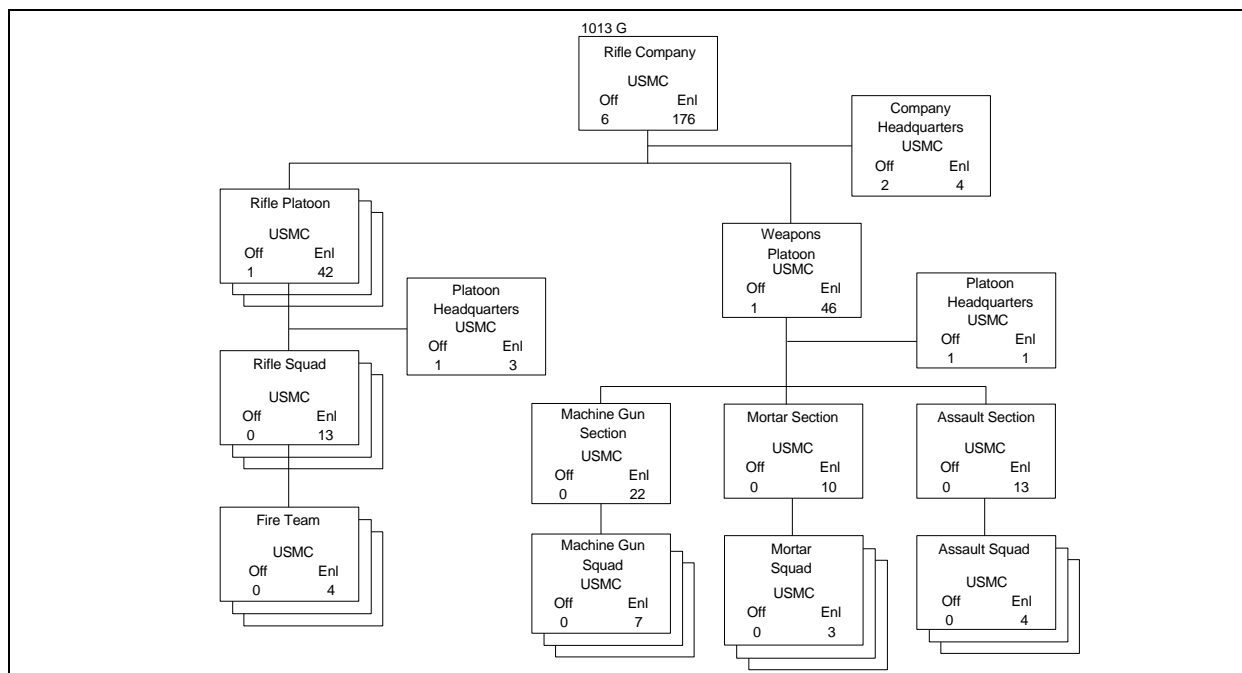 1013 G
Rifle Company
USMC
Off Enl
6 176
Company
Headquarters
USMC
Off Enl
2 4
Rifle Platoon
USMC
Off Enl
1 42
Platoon
Headquarters
USMC
Off Enl
1 3
Weapons
Platoon
USMC
Off Enl
1 46
Platoon
Headquarters
USMC
Off Enl
1 1
Rifle Squad
USMC
Off Enl
0 13
Machine Gun
Section
USMC
Off Enl
0 22
Mortar Section
USMC
Off Enl
0 10
Assault Section
USMC
Off Enl
0 13
Fire Team
USMC
Off Enl
0 4
Machine Gun
Squad
USMC
Off Enl
0 7
Mortar
Squad
USMC
Off Enl
0 3
Assault Squad
USMC
Off Enl
0 4